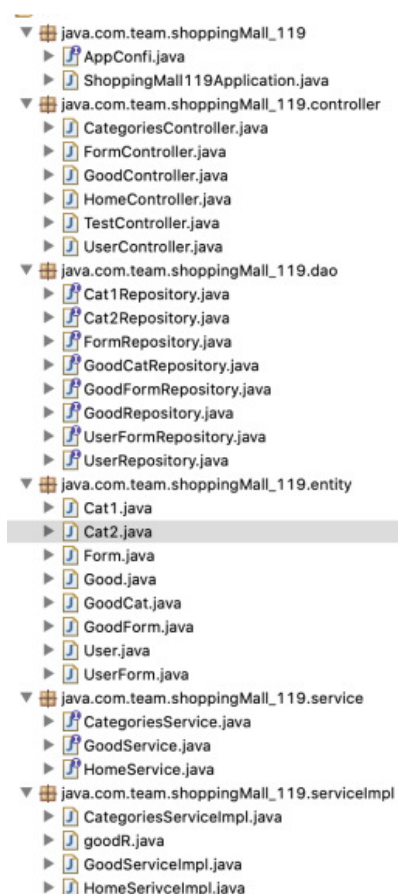 java.com.team.shoppingMall_119
AppConfi.java
ShoppingMall119Application.java
java.com.team.shoppingMall_119.controller
CategoriesController.java
FormController.java
GoodController.java
HomeController.java
TestController.java
UserController.java
java.com.team.shoppingMall_119.dao
Cat1Repository.java
Cat2Repository.java
FormRepository.java
GoodCatRepository.java
GoodFormRepository.java
GoodRepository.java
UserFormRepository.java
UserRepository.java
java.com.team.shoppingMall_119.entity
Cat1.java
Cat2.java
Form.java
Good.java
GoodCat.java
GoodForm.java
User.java
UserForm.java
java.com.team.shoppingMall_119.service
CategoriesService.java
GoodService.java
HomeService.java
java.com.team.shoppingMall_119.serviceImpl
CategoriesServiceImpl.java
goodR.java
GoodServiceImpl.java
HomeSerivceImpl.java